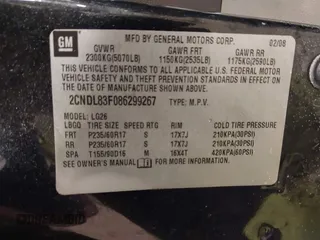 GM
MFD BY GENERAL MOTORS CORP. 02/08
GVWR GAWR FRT GAWR RR
2300KG(5070LB) 1150KG(2535LB) 1175KG(2590LB)
THIS VEHICLE CONFORMS TO ALL APPLICABLE U.S. FEDERAL MOTOR
VEHICLE SAFETY, BUMPER, AND THEFT PREVENTION
STANDARDS IN EFFECT ON THE DATE OF MANUFACTURE SHOWN ABOVE.
2CNDL83F086299267 TYPE: M.P.V.
MODEL: LG26
LBGQ TIRE SIZE SPEED RTG RIM COLD TIRE PRESSURE
FRT P235/60R17 S 17X7J 210KPA(30PSI)
RR P235/60R17 S 17X7J 210KPA(30PSI)
SPA T155/90D16 M 16X4T 420KPA(60PSI)
SEE OWNER'S MANUAL FOR ADDITIONAL INFORMATION.